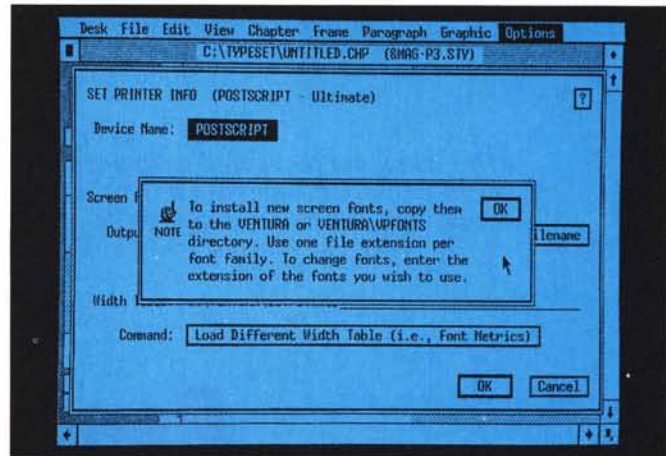 Desk File Edit View Chapter Frame Paragraph Graphic Options
C:\TYPESET\UNTITLED.CHP (&MAG-P3.STY)
SET PRINTER INFO (POSTSCRIPT - Ultimate)
?
Device Name: POSTSCRIPT
Screen
To install new screen fonts, copy them
OK
to the VENTURA or VENTURA\VPFONTS
NOTE
directory. Use one file extension per
font family. To change fonts, enter the
extension of the fonts you wish to use.
Width
Command: Load Different Width Table (i.e., Font Metrics)
OK Cancel